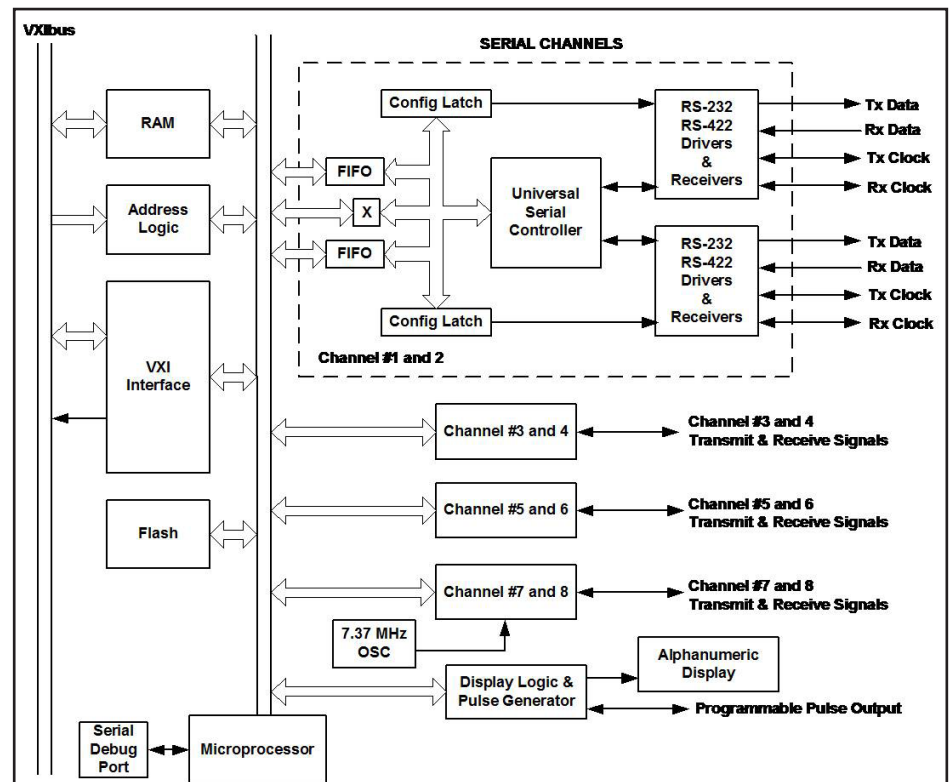 VXIbus
SERIAL CHANNELS
RAM
Address
Logic
VXI
Interface
Flash
Serial
Debug
Port
Microprocessor
Config Latch
FIFO
X
FIFO
Config Latch
Universal
Serial
Controller
RS-232
RS-422
Drivers
&
Receivers
Tx Data
Rx Data
Tx Clock
Rx Clock
RS-232
RS-422
Drivers
&
Receivers
Tx Data
Rx Data
Tx Clock
Rx Clock
Channel #1 and 2
Channel #3 and 4
Channel #3 and 4
Transmit & Receive Signals
Channel #5 and 6
Channel #5 and 6
Transmit & Receive Signals
Channel #7 and 8
Channel #7 and 8
Transmit & Receive Signals
7.37 MHz
OSC
Display Logic &
Pulse Generator
Alphanumeric
Display
Programmable Pulse Output